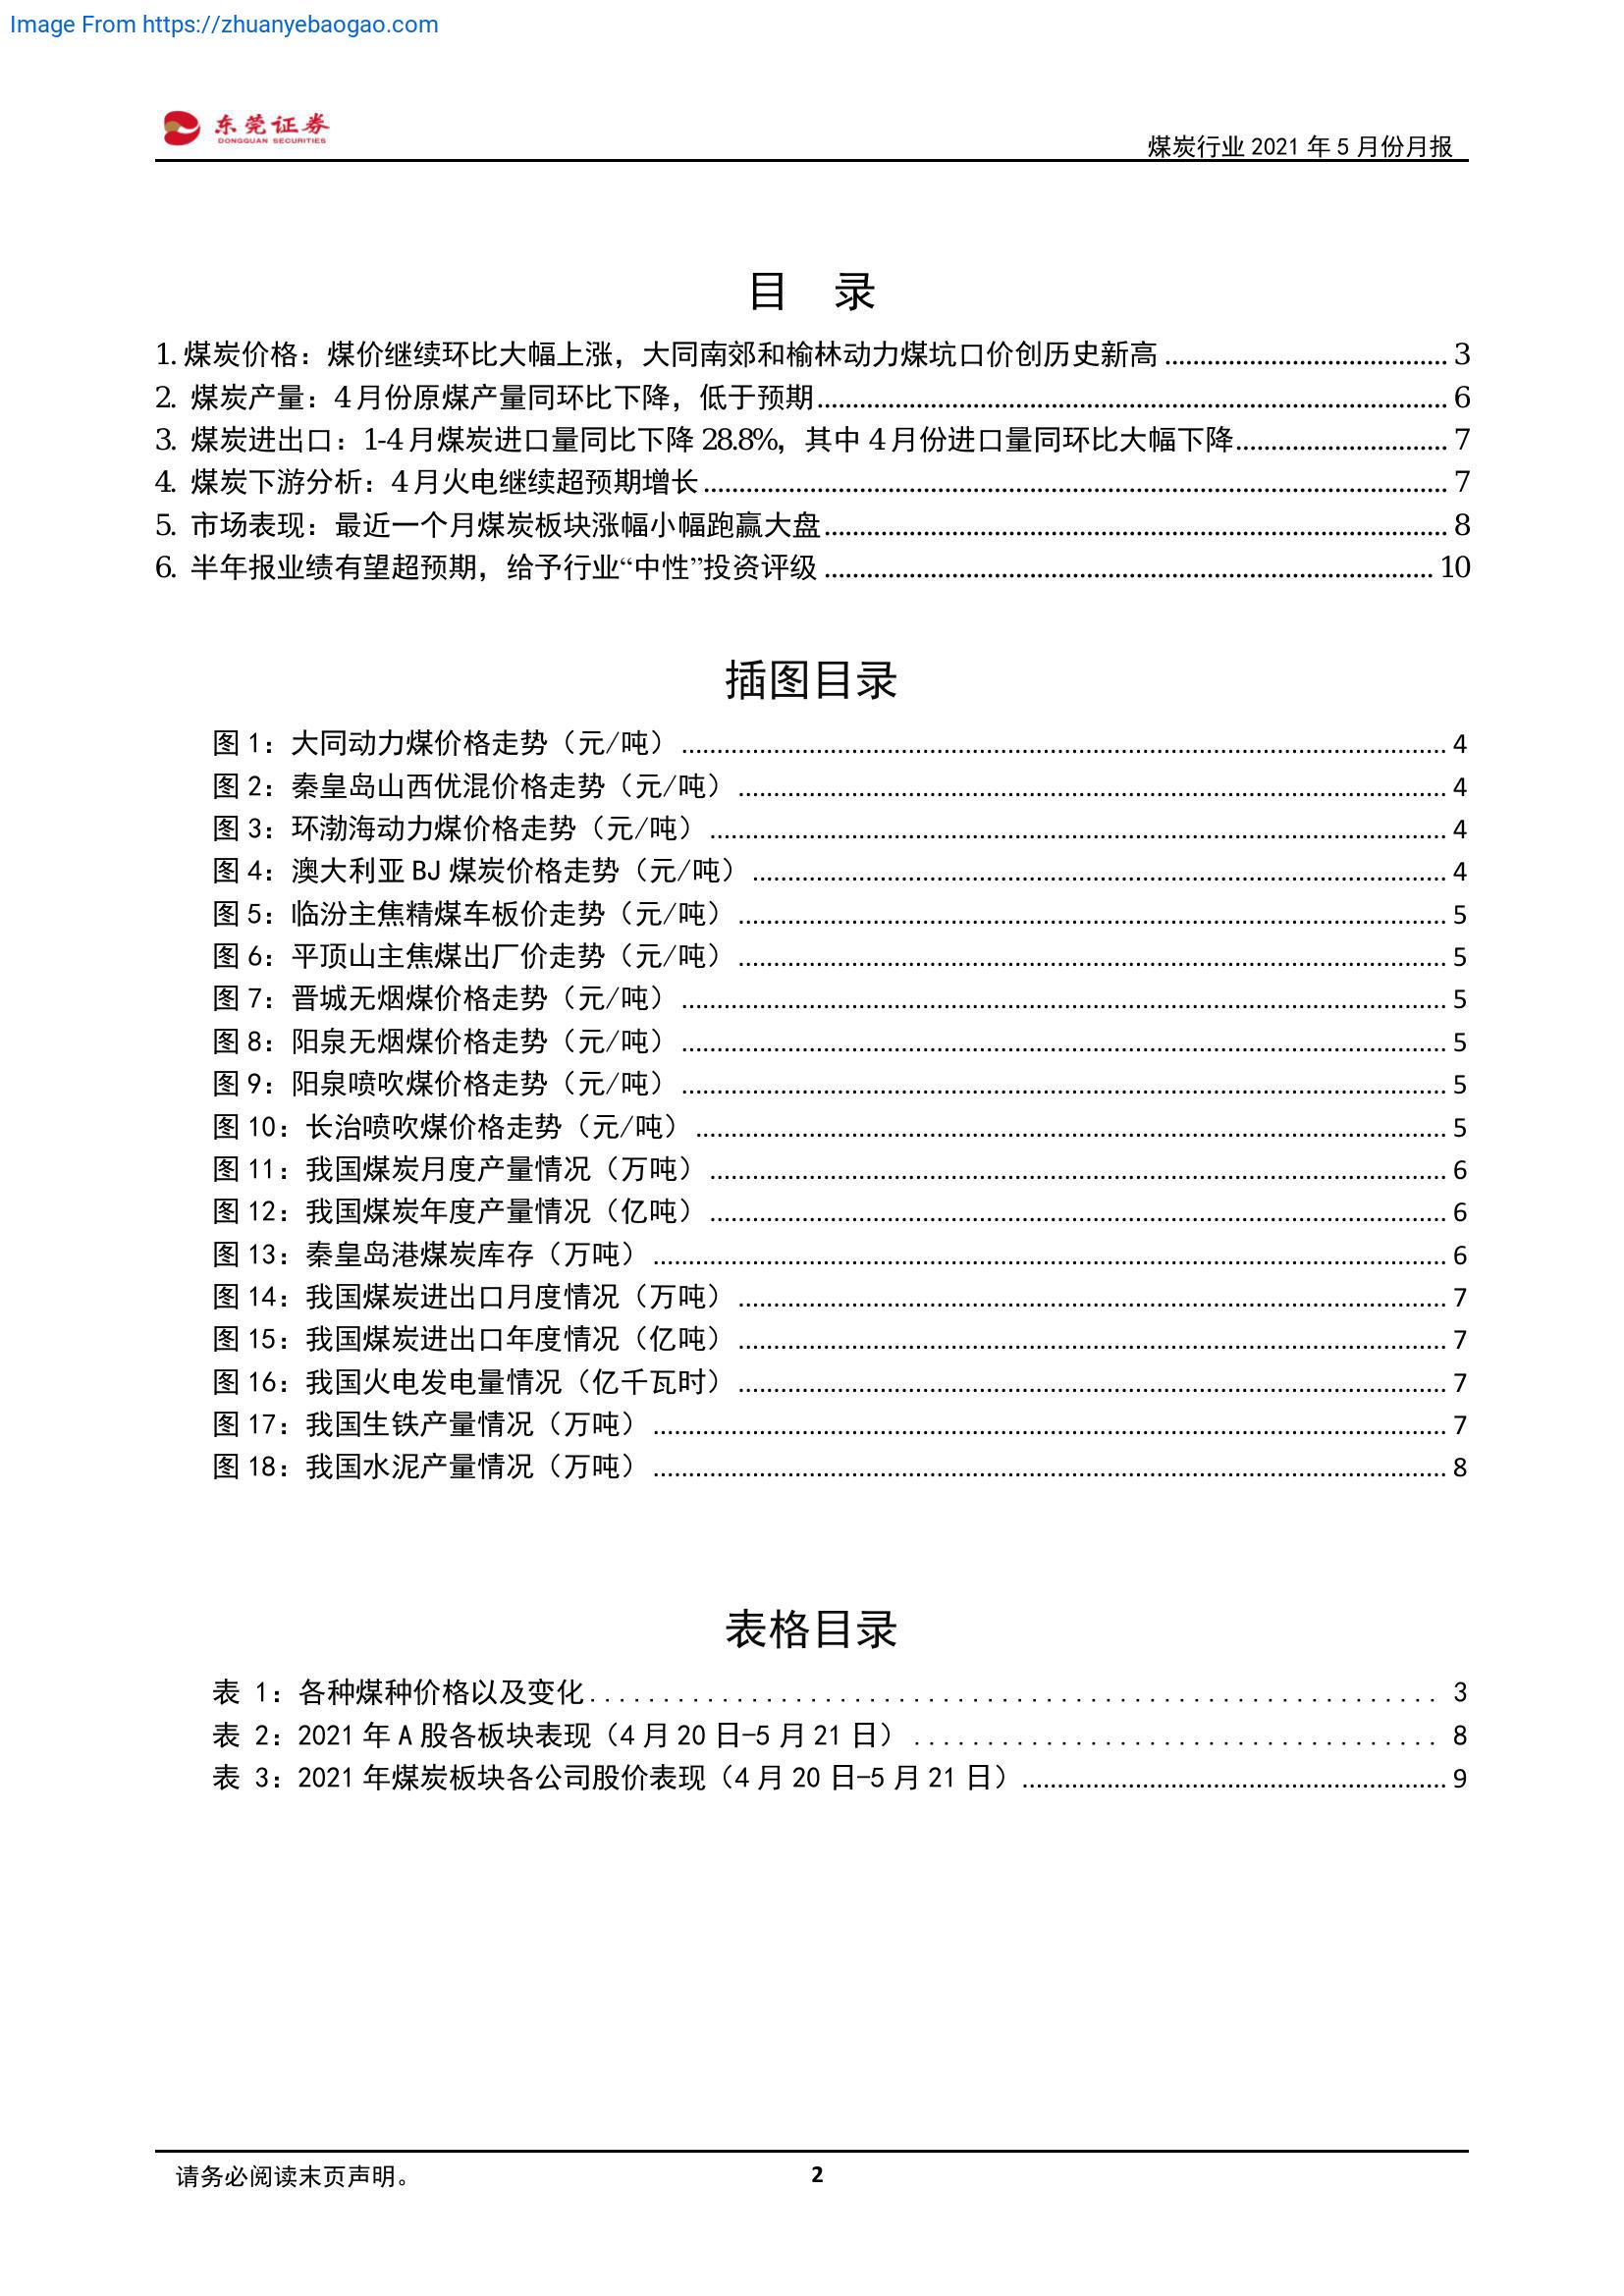 Image From https://zhuanyebaogao.com
东莞证券
DONGGUAN SECURITIES
煤炭行业 2021 年 5 月份月报
目 录
1. 煤炭价格：煤价继续环比大幅上涨，大同南郊和榆林动力煤坑口价创历史新高 ........ 3
2. 煤炭产量：4 月份原煤产量同环比下降，低于预期 ........ 6
3. 煤炭进出口：1-4 月煤炭进口量同比下降 28.8%，其中 4 月份进口量同环比大幅下降 ........ 7
4. 煤炭下游分析：4 月火电继续超预期增长 ........ 7
5. 市场表现：最近一个月煤炭板块涨幅小幅跑赢大盘 ........ 8
6. 半年报业绩有望超预期，给予行业“中性”投资评级 ........ 10
插图目录
图 1：大同动力煤价格走势（元/吨） ........ 4
图 2：秦皇岛山西优混价格走势（元/吨） ........ 4
图 3：环渤海动力煤价格走势（元/吨） ........ 4
图 4：澳大利亚 BJ 煤炭价格走势（元/吨） ........ 4
图 5：临汾主焦精煤车板价走势（元/吨） ........ 5
图 6：平顶山主焦煤出厂价走势（元/吨） ........ 5
图 7：晋城无烟煤价格走势（元/吨） ........ 5
图 8：阳泉无烟煤价格走势（元/吨） ........ 5
图 9：阳泉喷吹煤价格走势（元/吨） ........ 5
图 10：长治喷吹煤价格走势（元/吨） ........ 5
图 11：我国煤炭月度产量情况（万吨） ........ 6
图 12：我国煤炭年度产量情况（亿吨） ........ 6
图 13：秦皇岛港煤炭库存（万吨） ........ 6
图 14：我国煤炭进出口月度情况（万吨） ........ 7
图 15：我国煤炭进出口年度情况（亿吨） ........ 7
图 16：我国火电发电量情况（亿千瓦时） ........ 7
图 17：我国生铁产量情况（万吨） ........ 7
图 18：我国水泥产量情况（万吨） ........ 8
表格目录
表 1：各种煤种价格以及变化 ........ 3
表 2：2021 年 A 股各板块表现（4 月 20 日-5 月 21 日） ........ 8
表 3：2021 年煤炭板块各公司股价表现（4 月 20 日-5 月 21 日） ........ 9
请务必阅读末页声明。
2